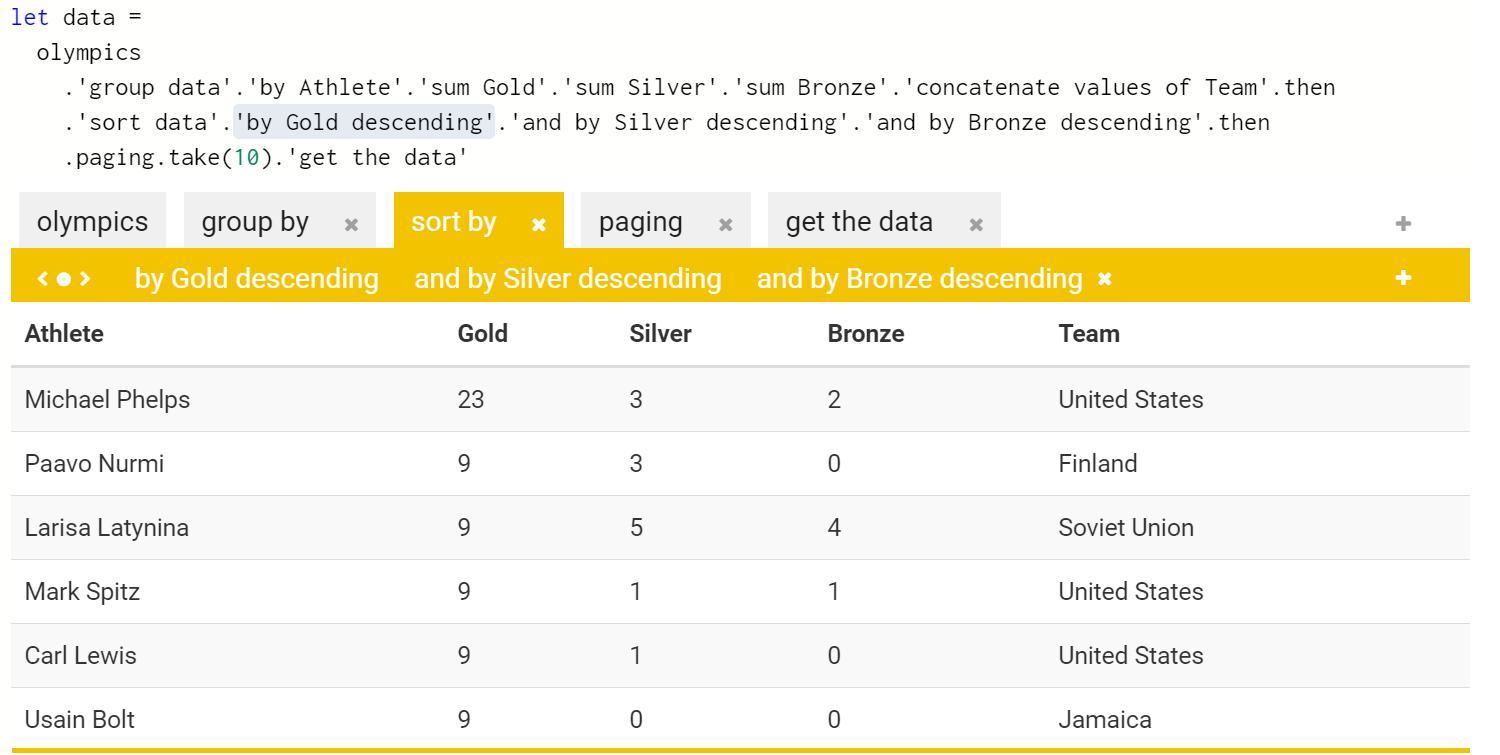 let data =
olympics
.'group data'.'by Athlete'.'sum Gold'.'sum Silver'.'sum Bronze'.'concatenate values of Team'.then
.'sort data'.'by Gold descending'.'and by Silver descending'.'and by Bronze descending'.then
.paging.take(10).'get the data'
olympics group by × sort by × paging × get the data × +
< ● > by Gold descending and by Silver descending and by Bronze descending × +
Athlete Gold Silver Bronze Team
Michael Phelps 23 3 2 United States
Paavo Nurmi 9 3 0 Finland
Larisa Latynina 9 5 4 Soviet Union
Mark Spitz 9 1 1 United States
Carl Lewis 9 1 0 United States
Usain Bolt 9 0 0 Jamaica